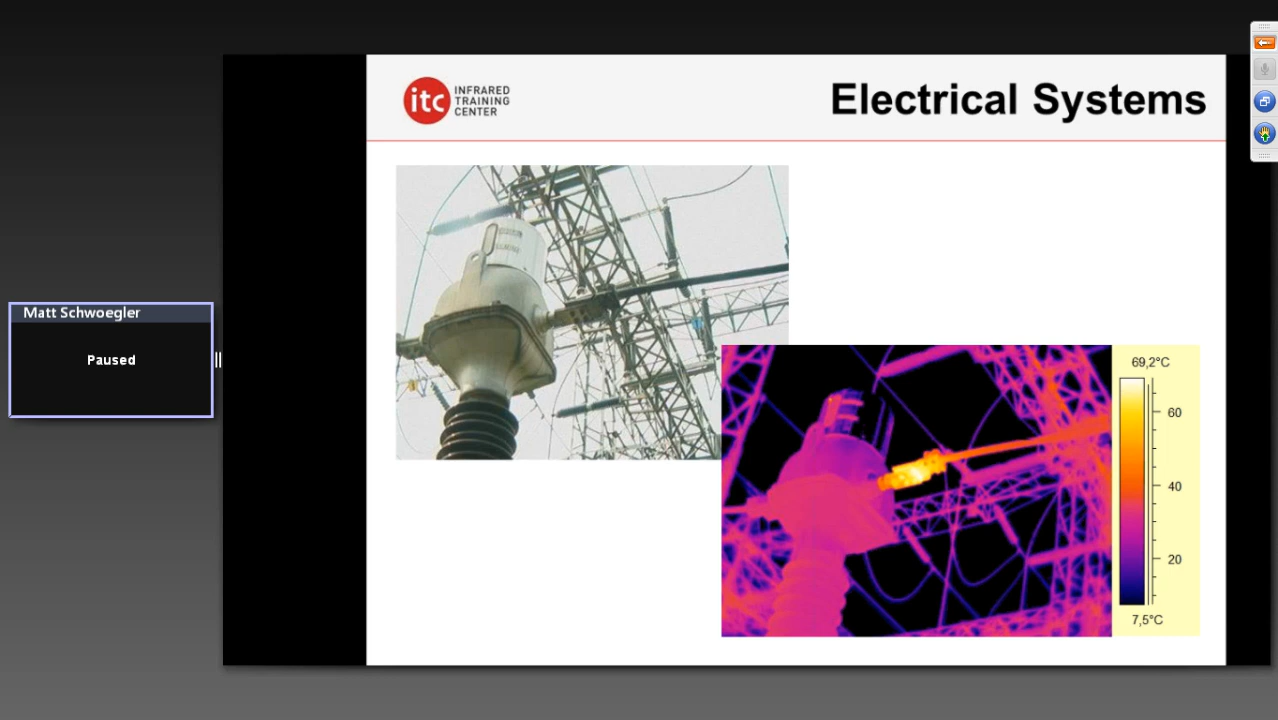 itc
INFRARED
TRAINING
CENTER
Electrical Systems
Matt Schwoegler
Paused
69,2°C
60
40
20
7,5°C